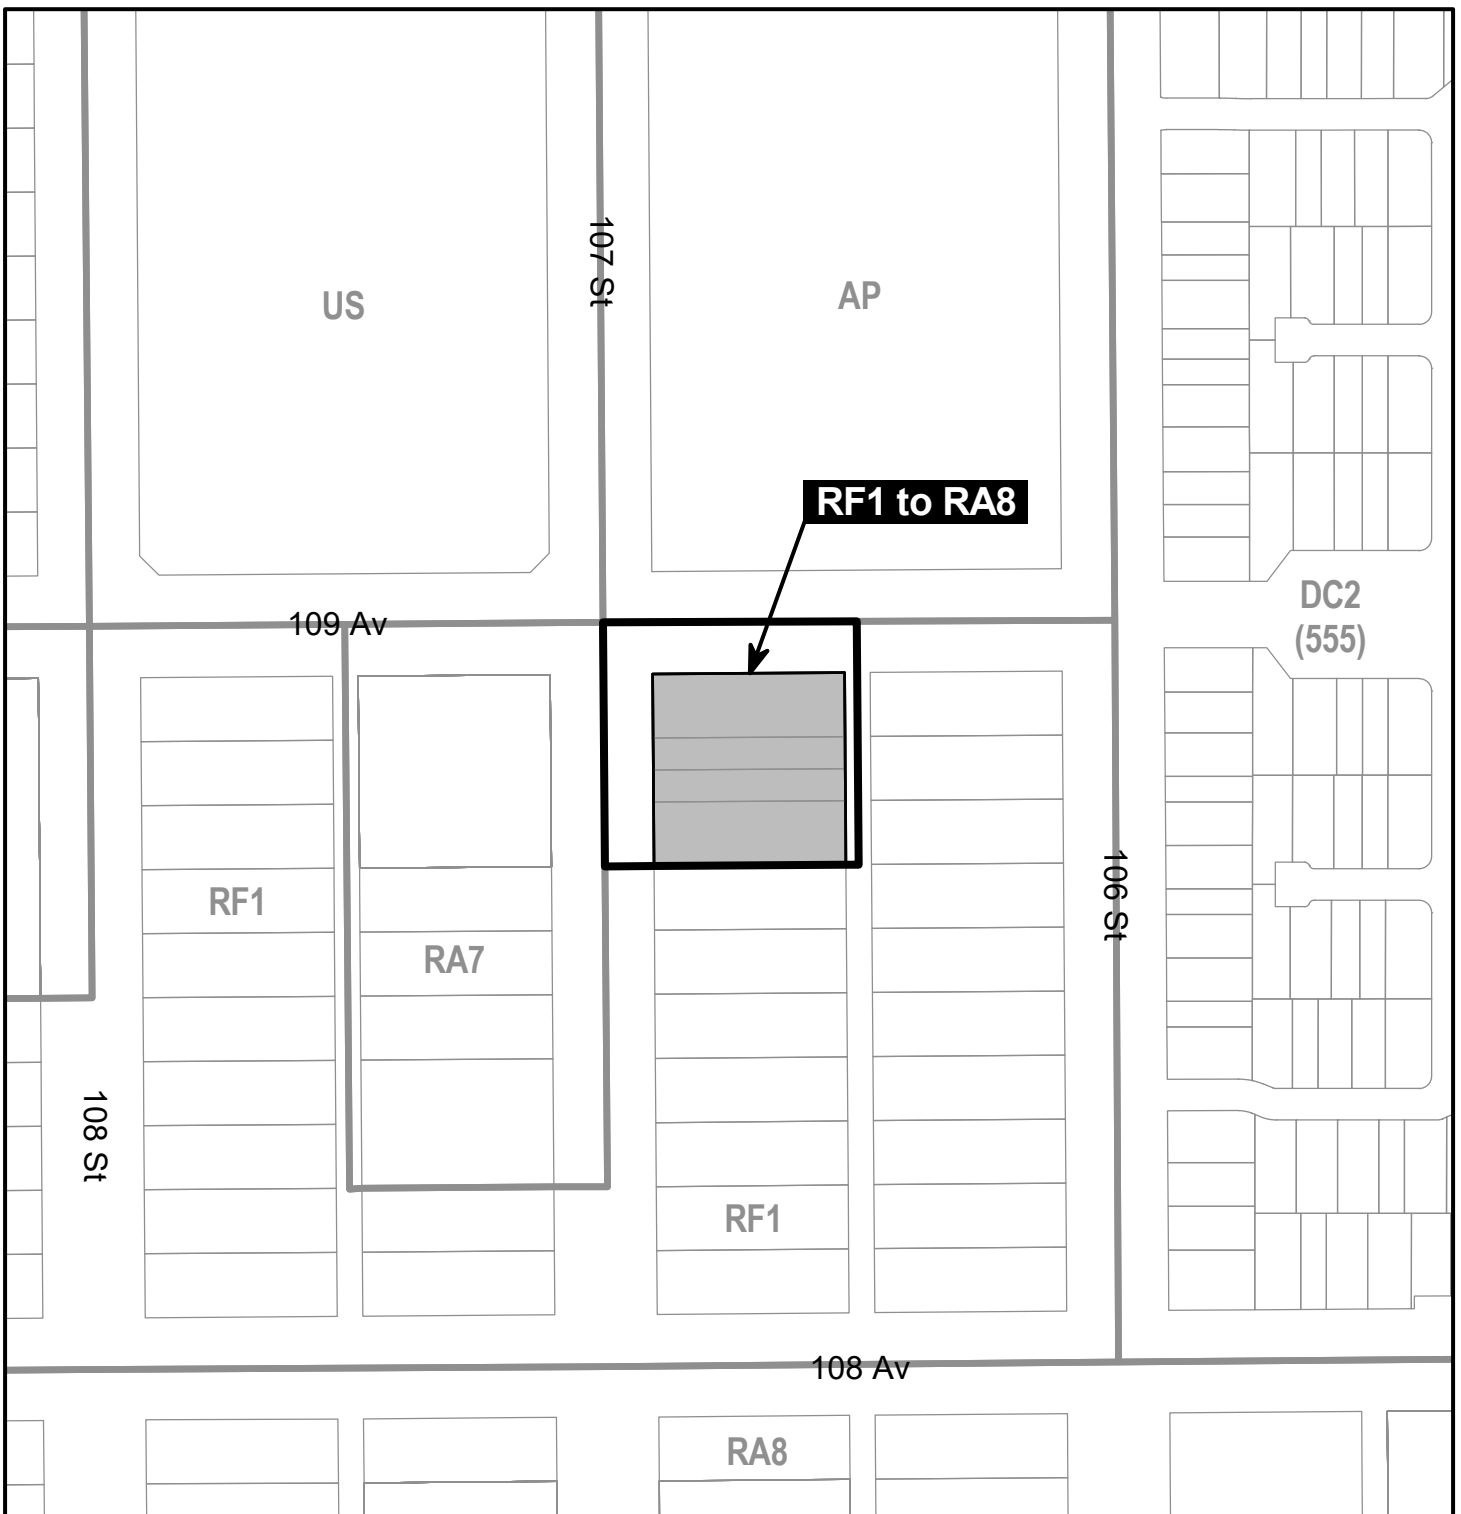 107 St
US
AP
RF1 to RA8
DC2
(555)
109 Av
RF1
RA7
106 St
108 St
RF1
108 Av
RA8